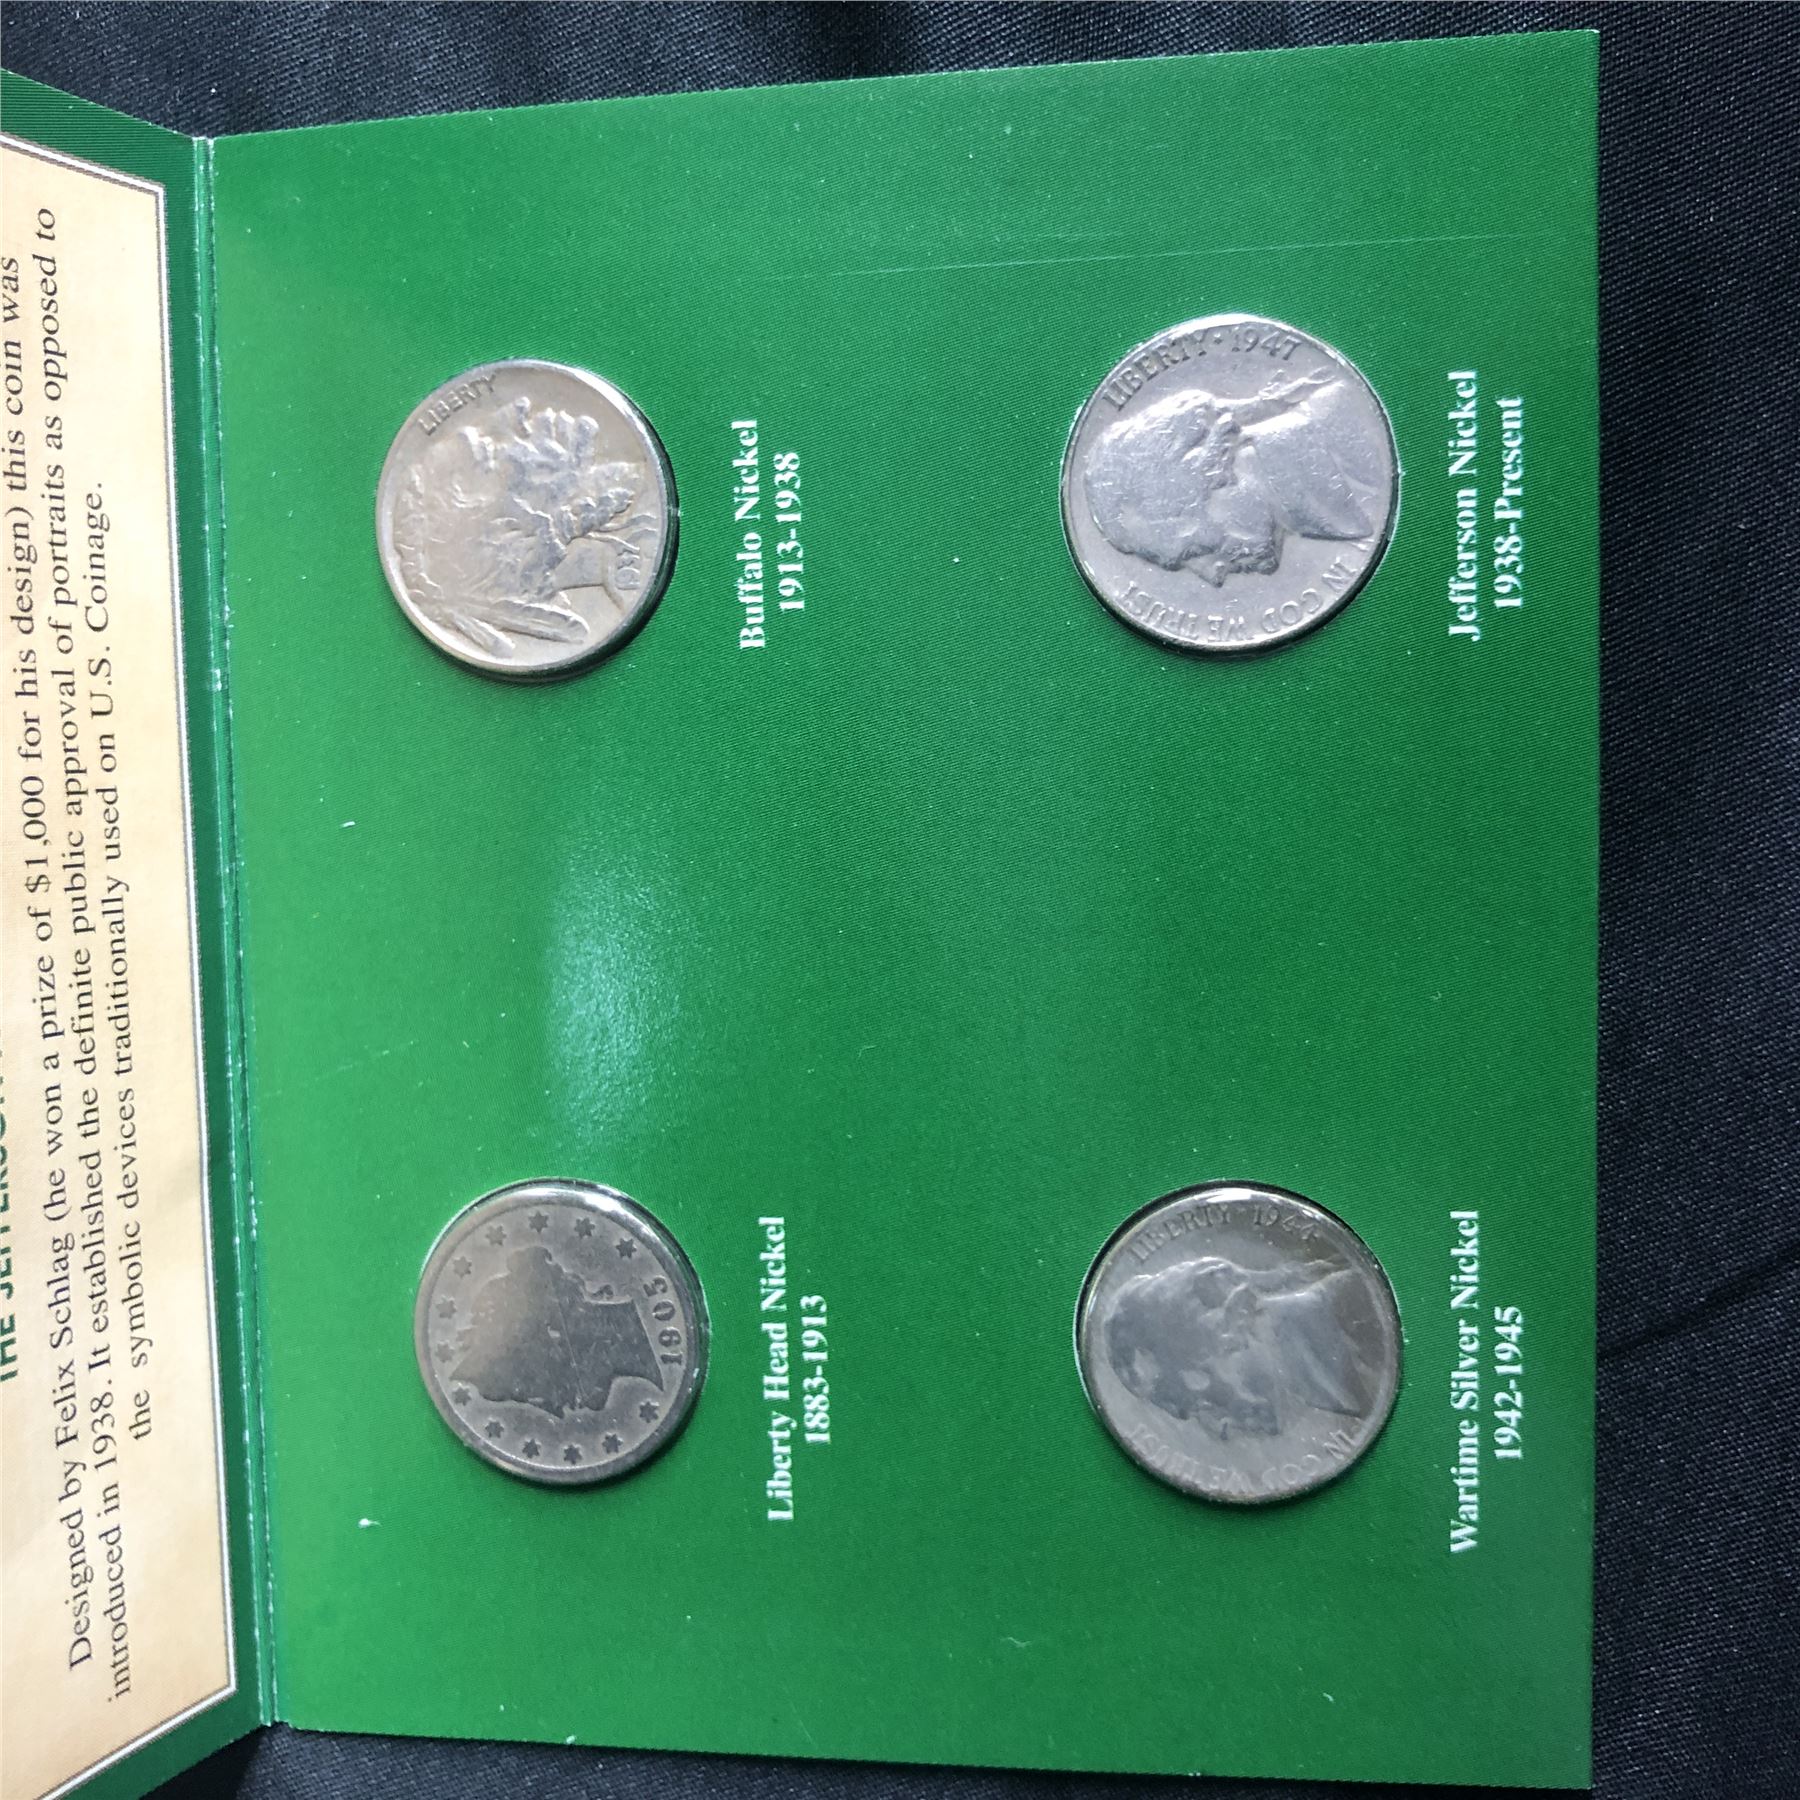 Designed by Felix Schlag (he won a prize of $1,000 for his design) this coin was
introduced in 1938. It established the definite public approval of portraits as opposed to
the symbolic devices traditionally used on U.S. Coinage.
1905
Liberty Head Nickel
1883-1913
LIBERTY
Buffalo Nickel
1913-1938
IN GOD WE TRUST
LIBERTY · 1944
Wartime Silver Nickel
1942-1945
IN GOD WE TRUST
LIBERTY · 1947
Jefferson Nickel
1938-Present